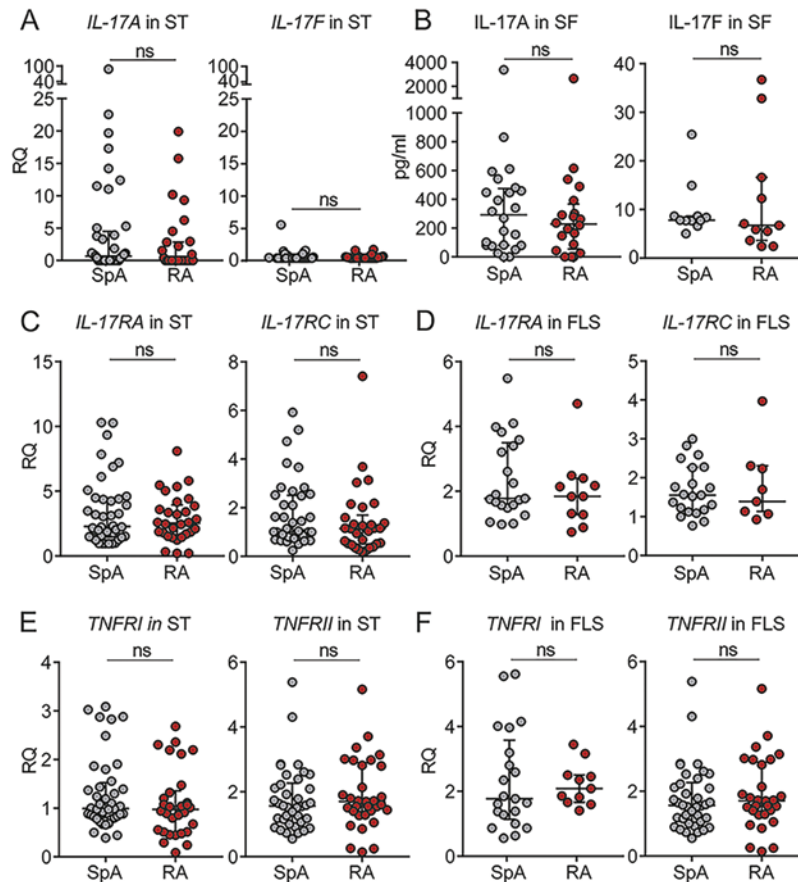 A
IL-17A in ST
IL-17F in ST
B
IL-17A in SF
IL-17F in SF
ns
ns
ns
ns
RQ
100
40
25
20
15
10
5
0
SpA
RA
100
40
25
20
15
10
5
0
SpA
RA
pg/ml
4000
2000
1000
800
600
400
200
0
SpA
RA
40
30
20
10
0
SpA
RA
C
IL-17RA in ST
IL-17RC in ST
D
IL-17RA in FLS
IL-17RC in FLS
ns
ns
ns
ns
RQ
15
10
5
0
SpA
RA
8
6
4
2
0
SpA
RA
RQ
6
4
2
0
SpA
RA
5
4
3
2
1
0
SpA
RA
E
TNFRI in ST
TNFRII in ST
F
TNFRI in FLS
TNFRII in FLS
ns
ns
ns
ns
RQ
4
3
2
1
0
SpA
RA
6
4
2
0
SpA
RA
RQ
6
4
2
0
SpA
RA
6
4
2
0
SpA
RA